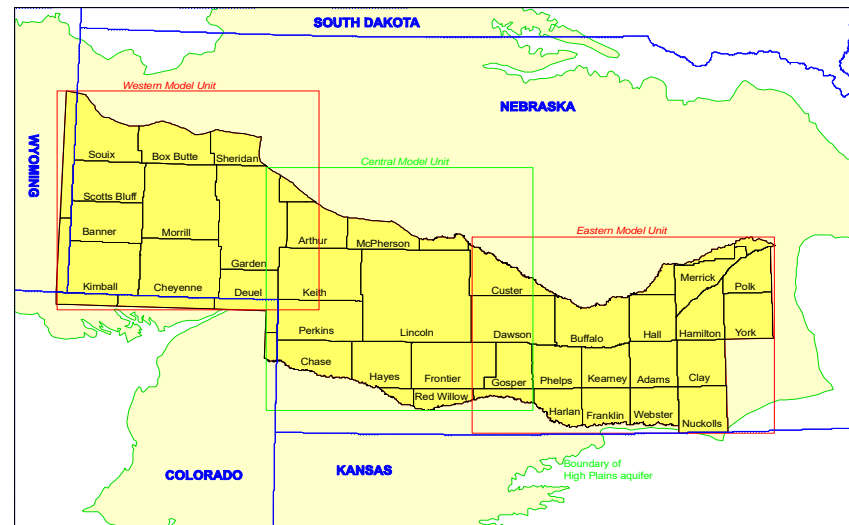 SOUTH DAKOTA
Western Model Unit
NEBRASKA
WYOMING
Souix
Box Butte
Sheridan
Central Model Unit
Scotts Bluff
Banner
Morrill
Arthur
McPherson
Eastern Model Unit
Garden
Merrick
Kimball
Cheyenne
Deuel
Keith
Custer
Polk
Perkins
Lincoln
Dawson
Buffalo
Hall
Hamilton
York
Chase
Hayes
Frontier
Gosper
Phelps
Kearney
Adams
Clay
Red Willow
Harlan
Franklin
Webster
Nuckolls
COLORADO
KANSAS
Boundary of
High Plains aquifer